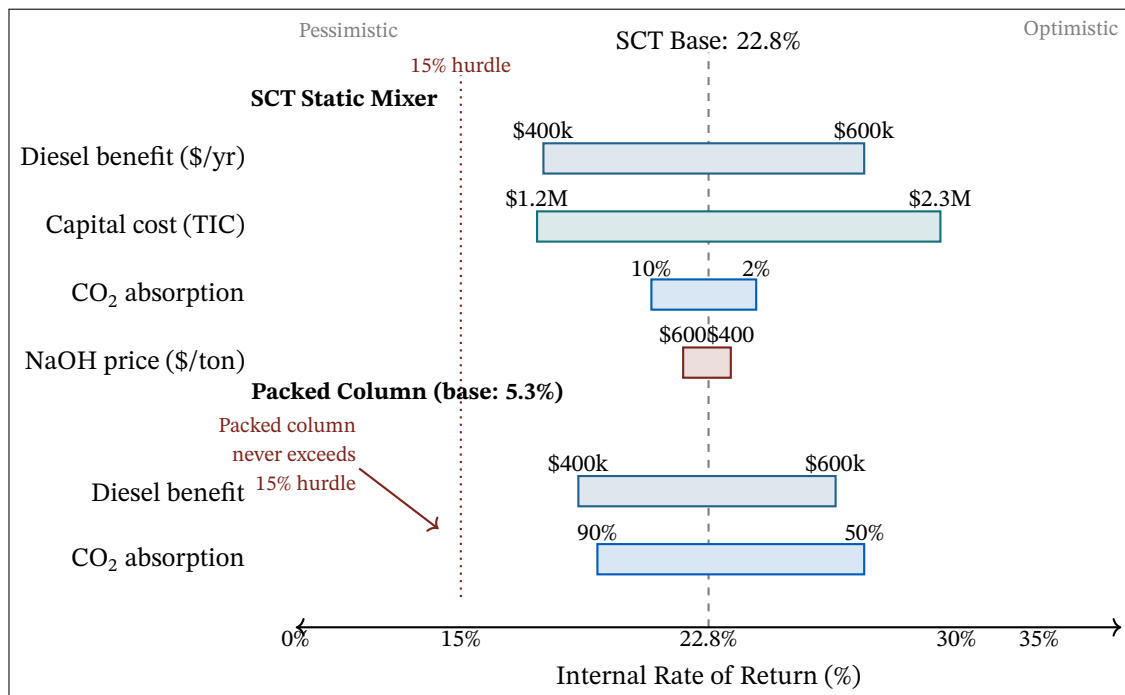 Pessimistic
Optimistic
SCT Base: 22.8%
15% hurdle
SCT Static Mixer
$400k
$600k
Diesel benefit ($/yr)
$1.2M
$2.3M
Capital cost (TIC)
10%
2%
CO₂ absorption
$600
$400
NaOH price ($/ton)
Packed Column (base: 5.3%)
Packed column
never exceeds
15% hurdle
$400k
$600k
Diesel benefit
90%
50%
CO₂ absorption
0%
15%
22.8%
30%
35%
Internal Rate of Return (%)